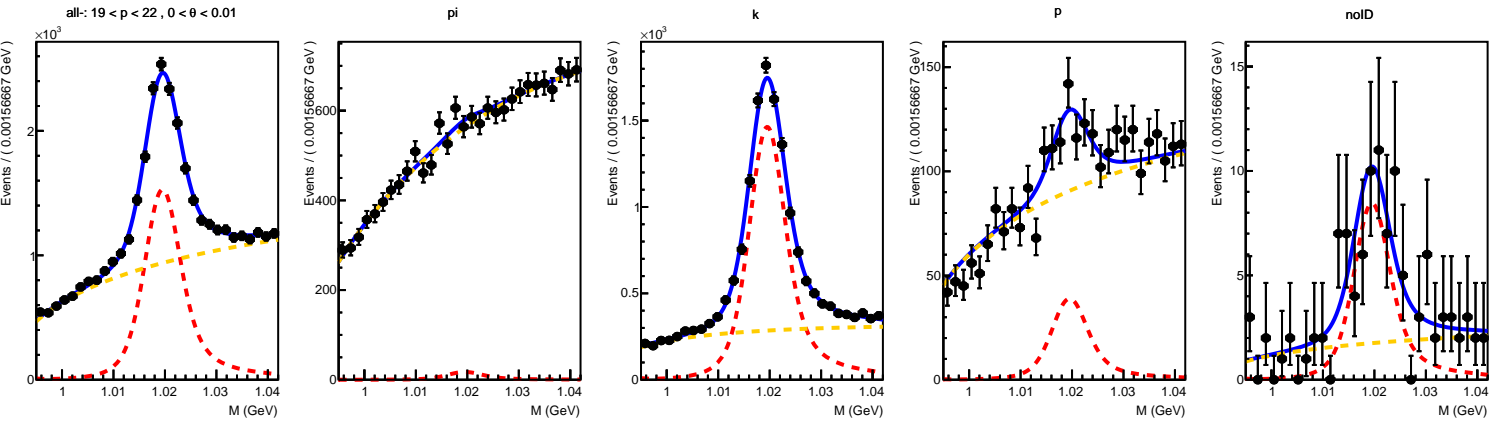 all-: 19 < p < 22 , 0 < θ < 0.01
×10³
Events / ( 0.00156667 GeV )
2
1
0
1 1.01 1.02 1.03 1.04
M (GeV)
pi
Events / ( 0.00156667 GeV )
600
400
200
0
1 1.01 1.02 1.03 1.04
M (GeV)
k
×10³
Events / ( 0.00156667 GeV )
1.5
1
0.5
0
1 1.01 1.02 1.03 1.04
M (GeV)
p
Events / ( 0.00156667 GeV )
150
100
50
0
1 1.01 1.02 1.03 1.04
M (GeV)
noID
Events / ( 0.00156667 GeV )
15
10
5
0
1 1.01 1.02 1.03 1.04
M (GeV)